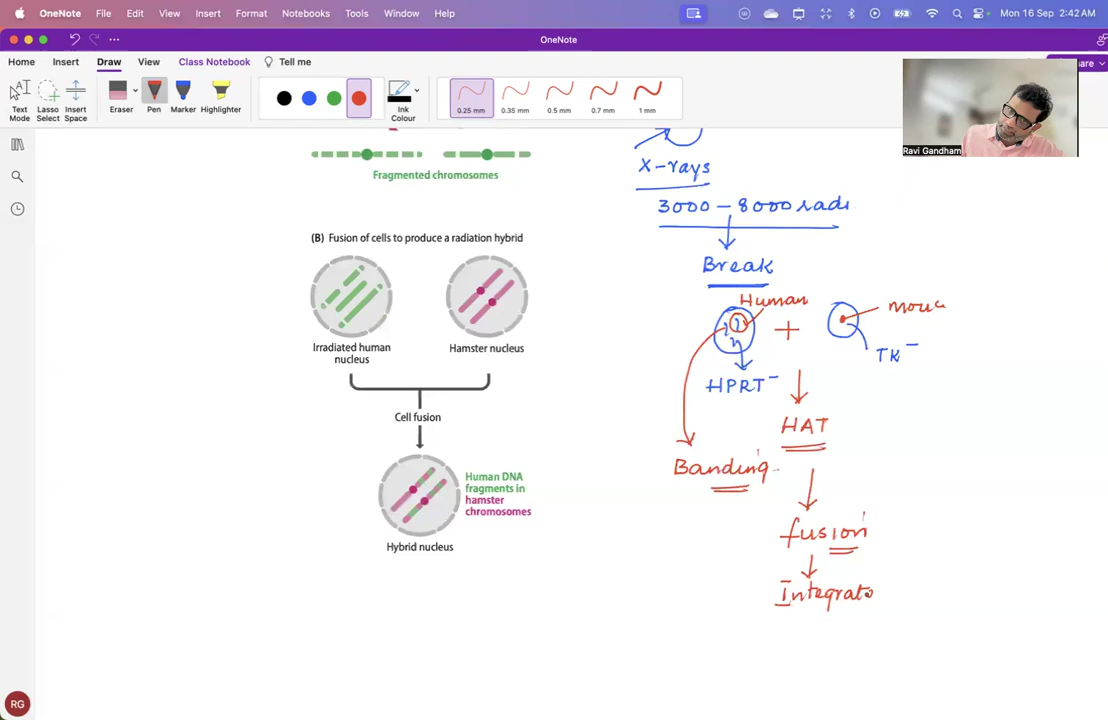 OneNote File Edit View Insert Format Notebooks Tools Window Help Mon 16 Sep 2:42 AM
OneNote
Home Insert Draw View Class Notebook Tell me
Text Mode Lasso Select Insert Space Eraser Pen Marker Highlighter Ink Colour 0.25 mm 0.35 mm 0.5 mm 0.7 mm 1 mm
Ravi Gandham
Fragmented chromosomes
(B) Fusion of cells to produce a radiation hybrid
Irradiated human
nucleus
Hamster nucleus
Cell fusion
Human DNA
fragments in
hamster
chromosomes
Hybrid nucleus
X-rays
3000 – 8000 rads
Break
Human
+
TK –
HPRT –
HAT
Banding
fusion
Integrato
RG